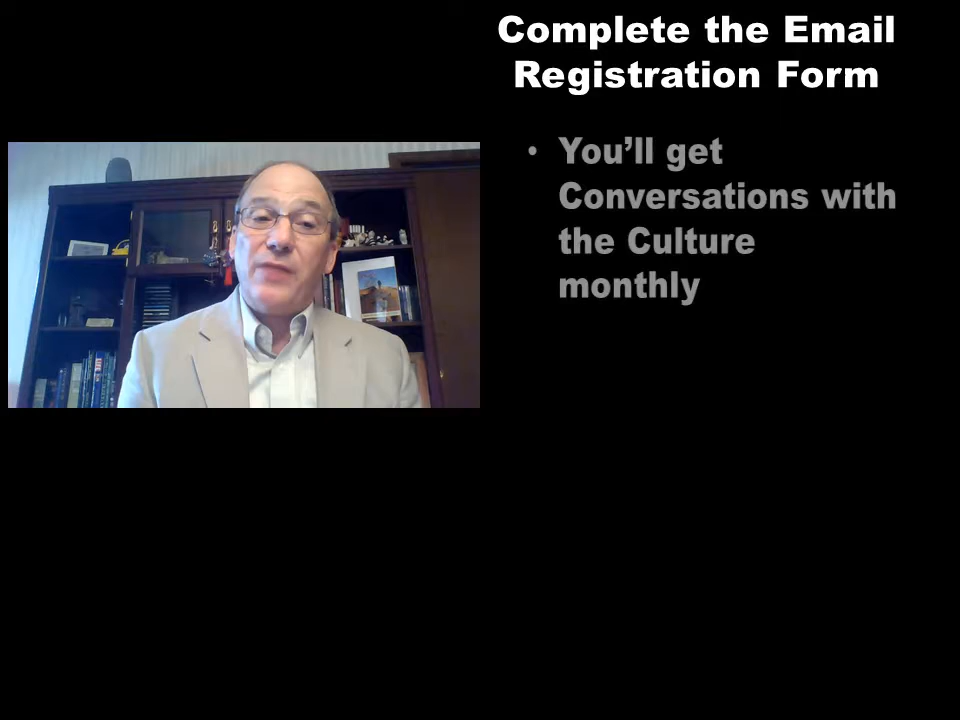 Complete the Email
Registration Form
• You’ll get
Conversations with
the Culture
monthly